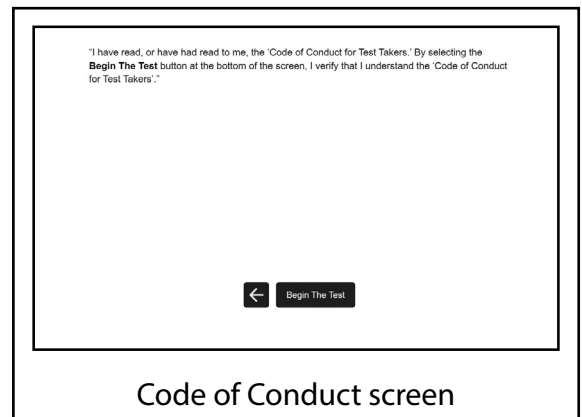 “I have read, or have had read to me, the ‘Code of Conduct for Test Takers.’ By selecting the
Begin The Test button at the bottom of the screen, I verify that I understand the ‘Code of Conduct
for Test Takers’.”
Begin The Test
Code of Conduct screen